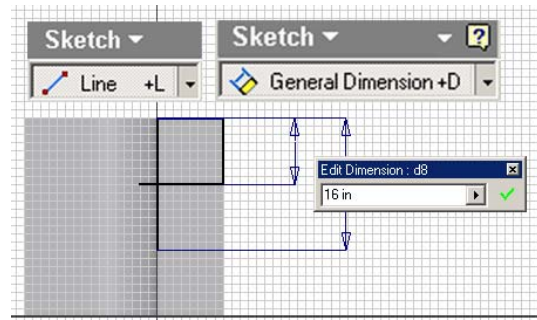 Sketch
Sketch
Line +L
General Dimension +D
Edit Dimension : d8
16 in